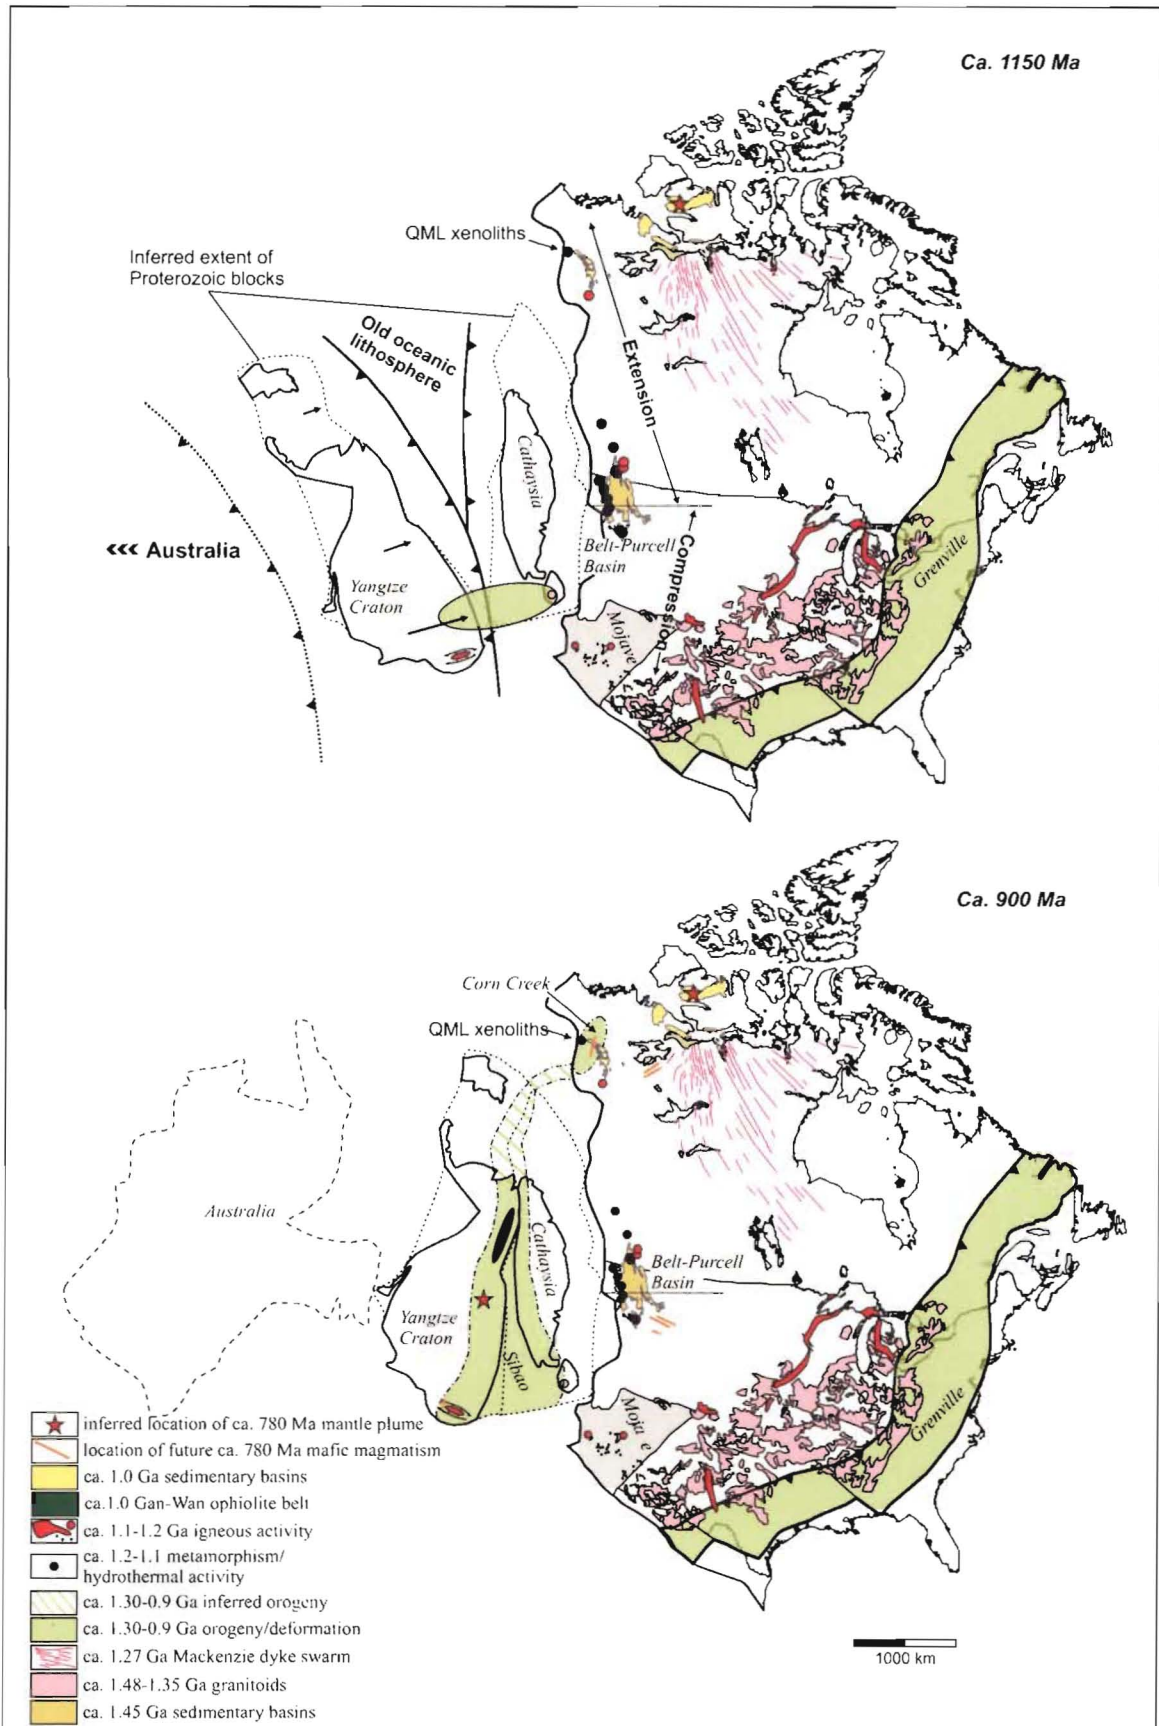 Ca. 1150 Ma
QML xenoliths
Inferred extent of
Proterozoic blocks
Old oceanic
lithosphere
Extension
Cathaysia
‹‹‹ Australia
Yangtze
Craton
Belt-Purcell
Basin
Compression
Mojave
Grenville
Ca. 900 Ma
Corn Creek
QML xenoliths
Australia
Cathaysia
Belt-Purcell
Basin
Yangtze
Craton
Sibao
Moja e
Grenville
inferred location of ca. 780 Ma mantle plume
location of future ca. 780 Ma mafic magmatism
ca. 1.0 Ga sedimentary basins
ca.1.0 Gan-Wan ophiolite belt
ca. 1.1-1.2 Ga igneous activity
ca. 1.2-1.1 metamorphism/
hydrothermal activity
ca. 1.30-0.9 Ga inferred orogeny
ca. 1.30-0.9 Ga orogeny/deformation
ca. 1.27 Ga Mackenzie dyke swarm
ca. 1.48-1.35 Ga granitoids
ca. 1.45 Ga sedimentary basins
1000 km